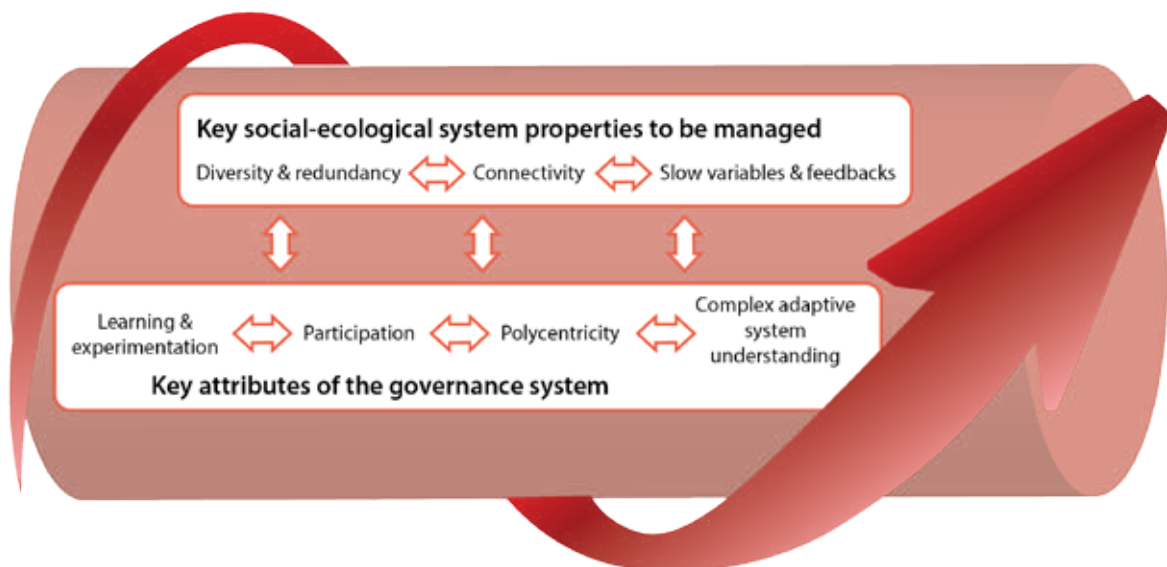 Key social-ecological system properties to be managed
Diversity & redundancy Connectivity Slow variables & feedbacks
Learning &
experimentation
Participation
Polycentricity
Complex adaptive
system
understanding
Key attributes of the governance system